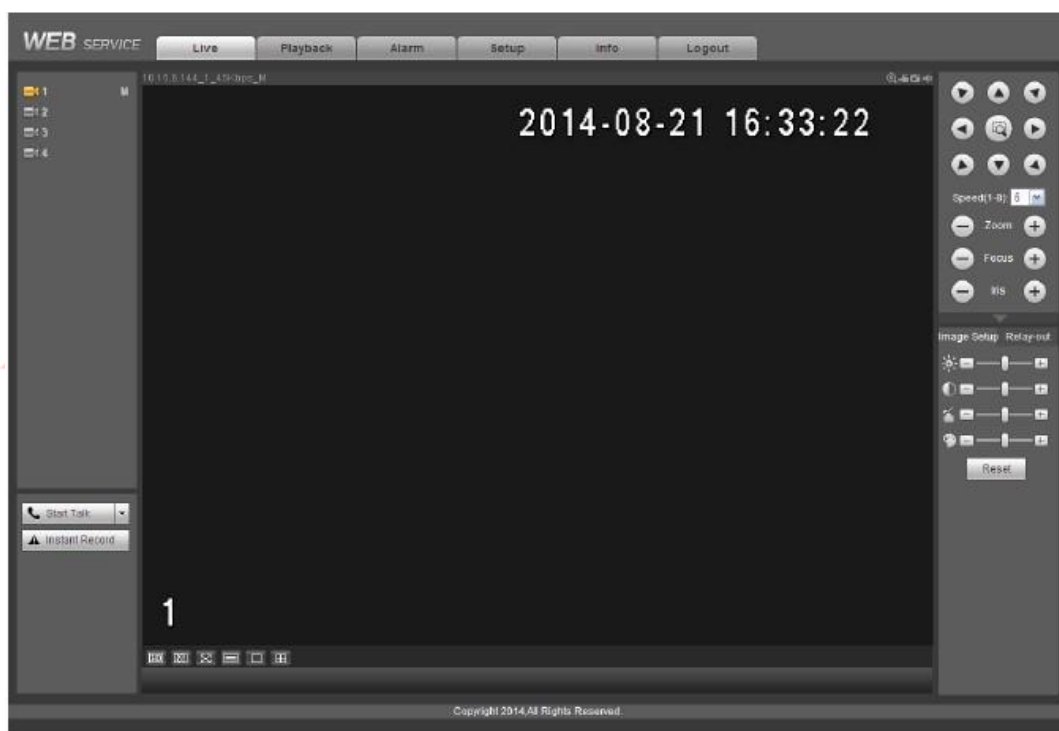 WEB SERVICE
Live
Playback
Alarm
Setup
Info
Logout
1 M
2
3
4
2014-08-21 16:33:22
Speed(1-8):
Zoom
Focus
Iris
Image Setup Relay-out
Reset
Start Talk
Instant Record
1
Copyright 2014,All Rights Reserved.